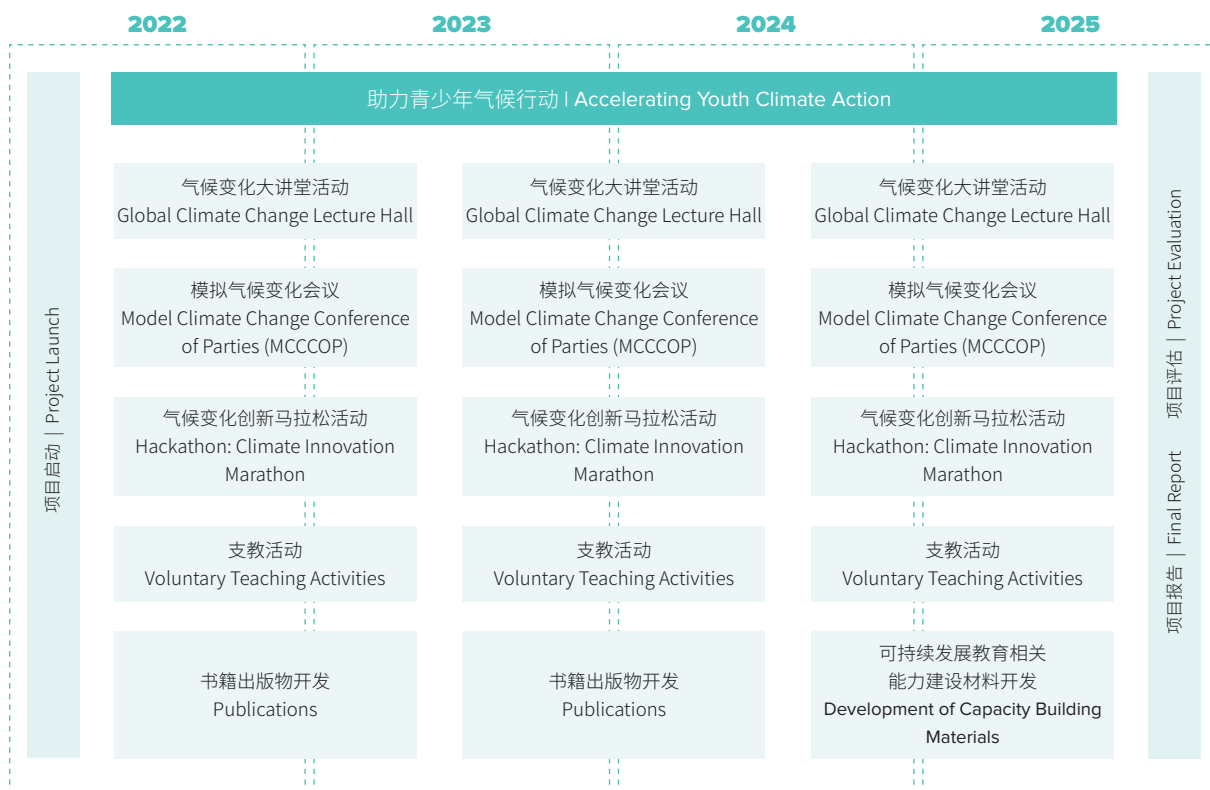 2022
2023
2024
2025
项目启动 | Project Launch
助力青少年气候行动 | Accelerating Youth Climate Action
气候变化大讲堂活动
Global Climate Change Lecture Hall
模拟气候变化会议
Model Climate Change Conference
of Parties (MCCCOP)
气候变化创新马拉松活动
Hackathon: Climate Innovation
Marathon
支教活动
Voluntary Teaching Activities
书籍出版物开发
Publications
气候变化大讲堂活动
Global Climate Change Lecture Hall
模拟气候变化会议
Model Climate Change Conference
of Parties (MCCCOP)
气候变化创新马拉松活动
Hackathon: Climate Innovation
Marathon
支教活动
Voluntary Teaching Activities
书籍出版物开发
Publications
气候变化大讲堂活动
Global Climate Change Lecture Hall
模拟气候变化会议
Model Climate Change Conference
of Parties (MCCCOP)
气候变化创新马拉松活动
Hackathon: Climate Innovation
Marathon
支教活动
Voluntary Teaching Activities
可持续发展教育相关
能力建设材料开发
Development of Capacity Building
Materials
项目报告 | Final Report 项目评估 | Project Evaluation